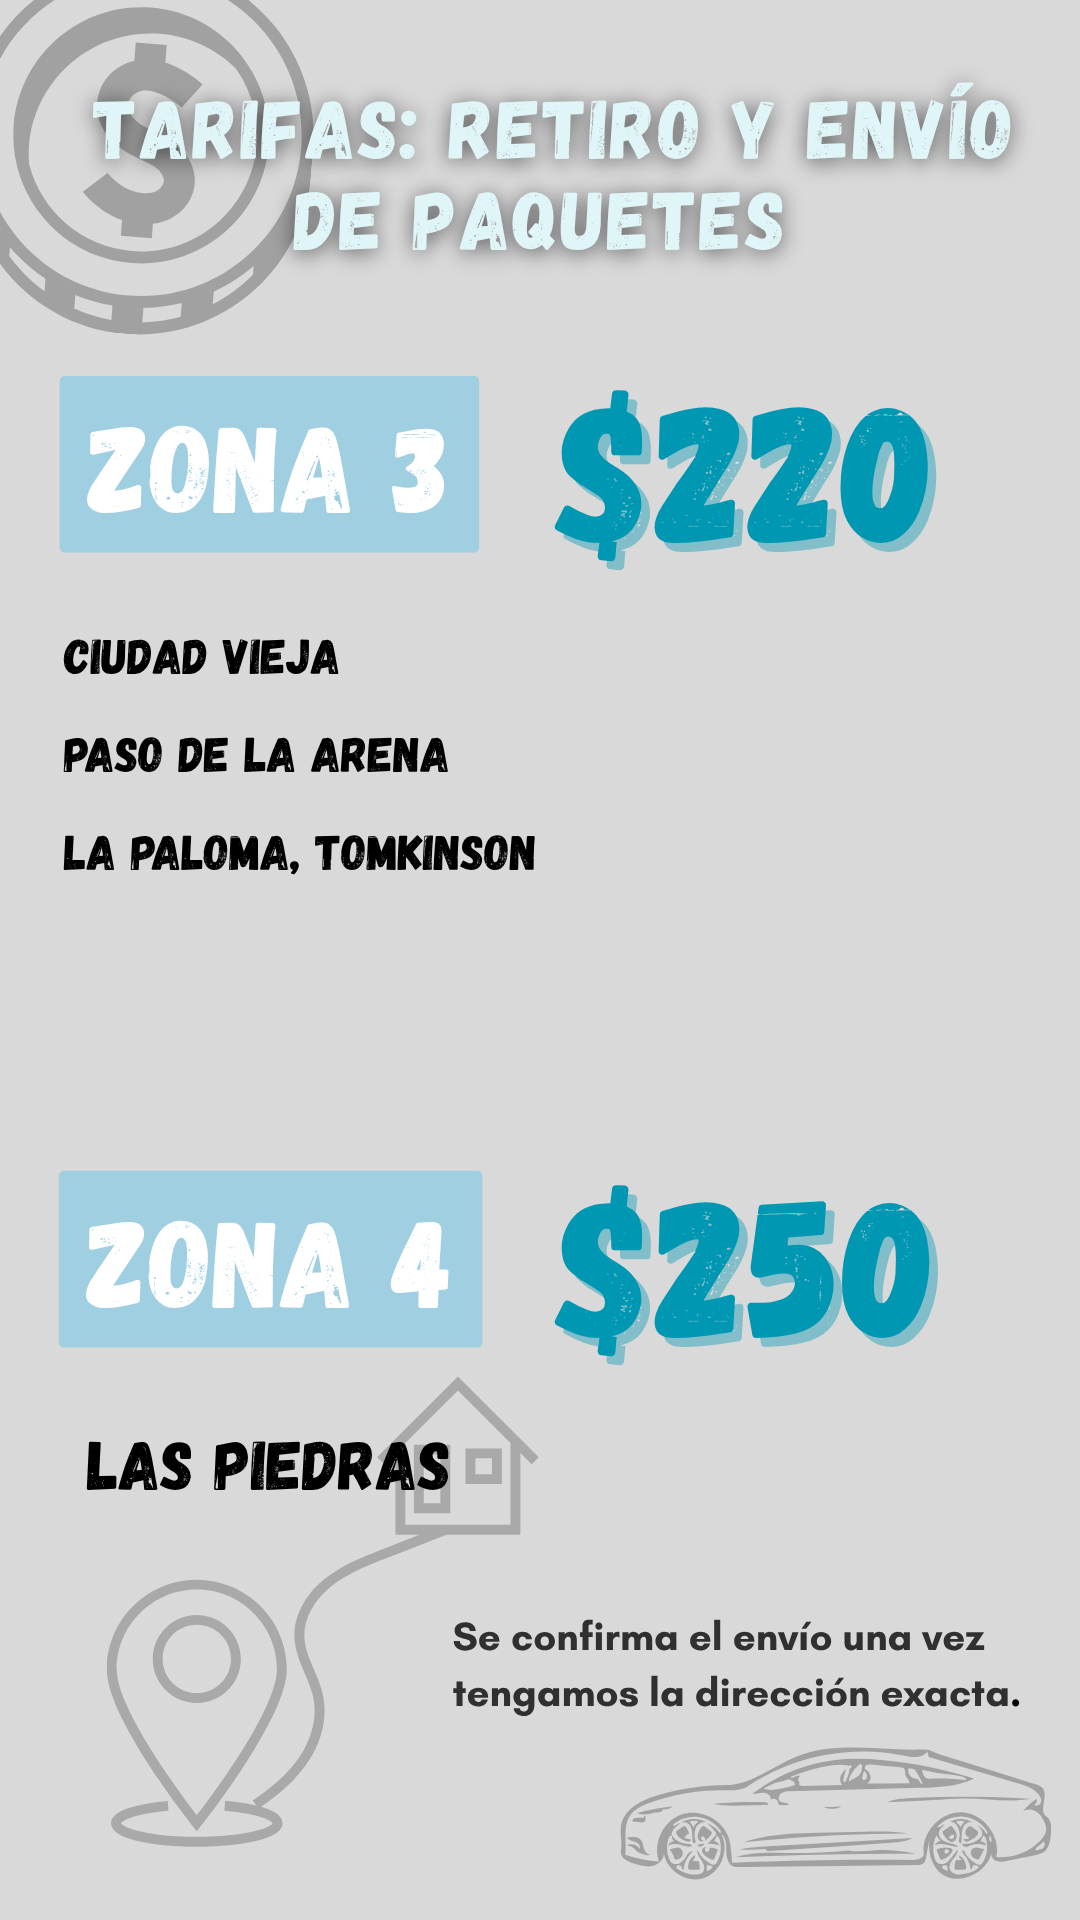 TARIFAS: RETIRO Y ENVÍO
DE PAQUETES
ZONA 3
$220
CIUDAD VIEJA
PASO DE LA ARENA
LA PALOMA, TOMKINSON
ZONA 4
$250
LAS PIEDRAS
Se confirma el envío una vez
tengamos la dirección exacta.